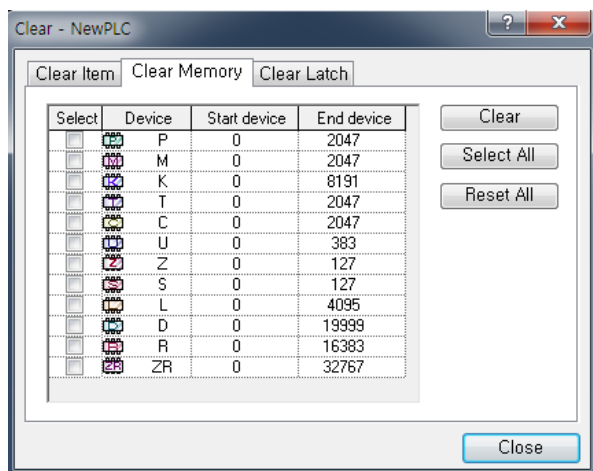 Clear - NewPLC
Clear Item Clear Memory Clear Latch
Select Device Start device End device
P P 0 2047
M M 0 2047
K K 0 8191
T T 0 2047
C C 0 2047
U U 0 383
Z Z 0 127
S S 0 127
L L 0 4095
D D 0 19999
R R 0 16383
ZR ZR 0 32767
Clear
Select All
Reset All
Close